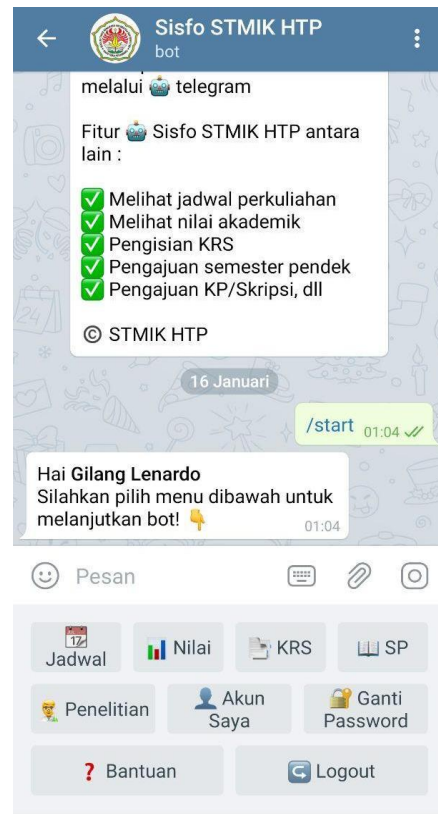 Sisfo STMIK HTP
bot
melalui 🤖 telegram
Fitur 🤖 Sisfo STMIK HTP antara
lain :
✅ Melihat jadwal perkuliahan
✅ Melihat nilai akademik
✅ Pengisian KRS
✅ Pengajuan semester pendek
✅ Pengajuan KP/Skripsi, dll
© STMIK HTP
16 Januari
/start 01:04
Hai Gilang Lenardo
Silahkan pilih menu dibawah untuk
melanjutkan bot! 👇 01:04
Pesan
📅 Jadwal
📊 Nilai
📑 KRS
📖 SP
👨‍🔬 Penelitian
👤 Akun
Saya
🔐 Ganti
Password
❓ Bantuan
↪️ Logout